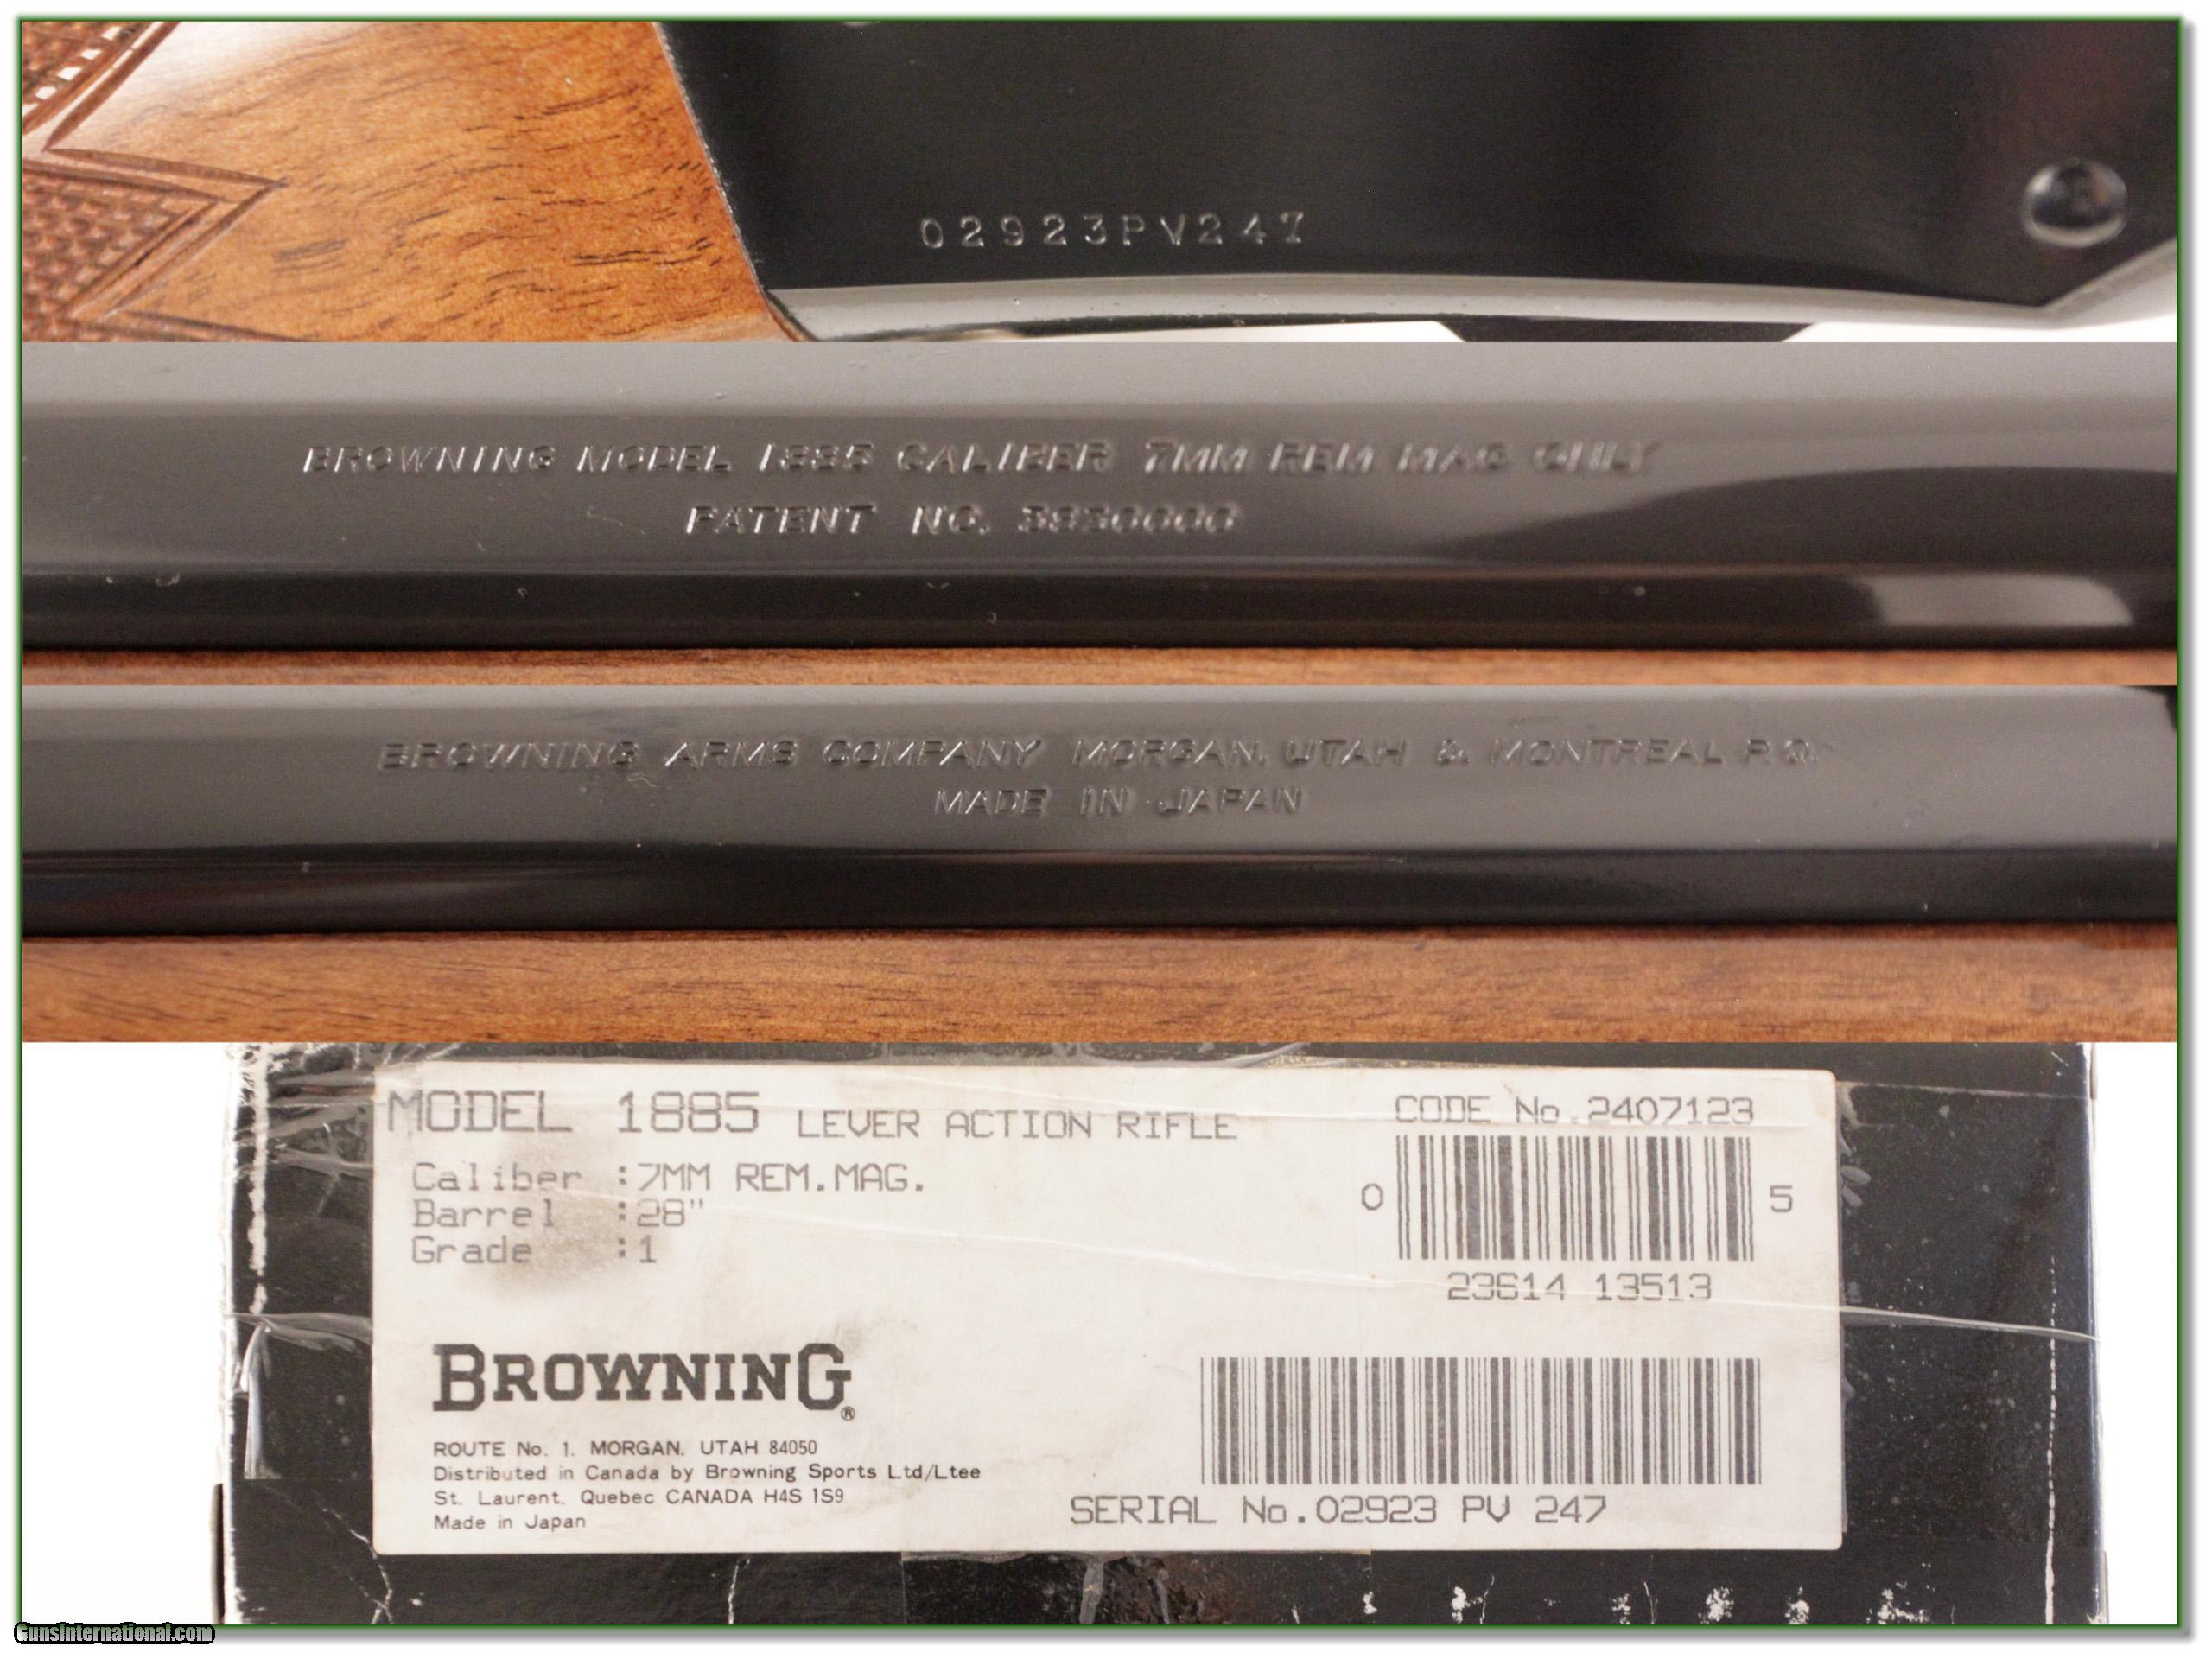 02923PV247
BROWNING MODEL 1885 CALIBER 7MM REM MAG ONLY
PATENT NO. 3830000
BROWNING ARMS COMPANY MORGAN, UTAH & MONTREAL P.Q.
MADE IN JAPAN
MODEL 1885 LEVER ACTION RIFLE
CODE No.2407123
Caliber :7MM REM.MAG.
Barrel :28"
Grade :1
0 5
23614 13513
BROWNING®
ROUTE No. 1. MORGAN. UTAH 84050
Distributed in Canada by Browning Sports Ltd/Ltee
St. Laurent. Quebec CANADA H4S 1S9
Made in Japan
SERIAL No.02923 PV 247
GunsInternational.com